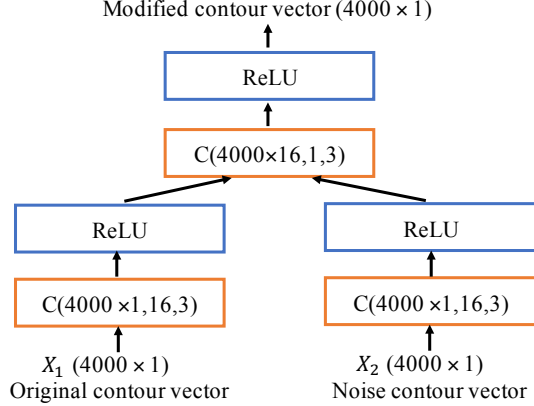 Modified contour vector (4000 × 1)
ReLU
C(4000×16,1,3)
ReLU
ReLU
C(4000 ×1,16,3)
C(4000 ×1,16,3)
X₁ (4000 × 1)
Original contour vector
X₂ (4000 × 1)
Noise contour vector